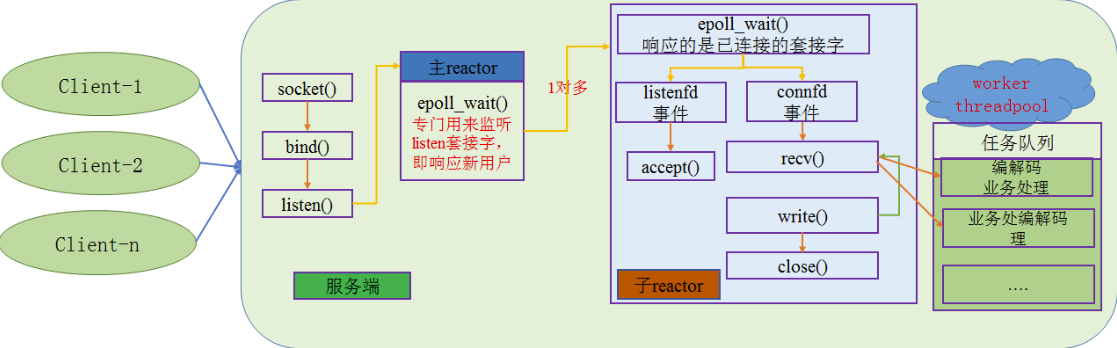 Client-1
Client-2
Client-n
socket()
bind()
listen()
服务端
主reactor
epoll_wait()
专门用来监听
listen套接字，
即响应新用户
1对多
epoll_wait()
响应的是已连接的套接字
listenfd
事件
accept()
connfd
事件
recv()
write()
close()
子reactor
worker
threadpool
任务队列
编解码
业务处理
业务处编解码
理
....